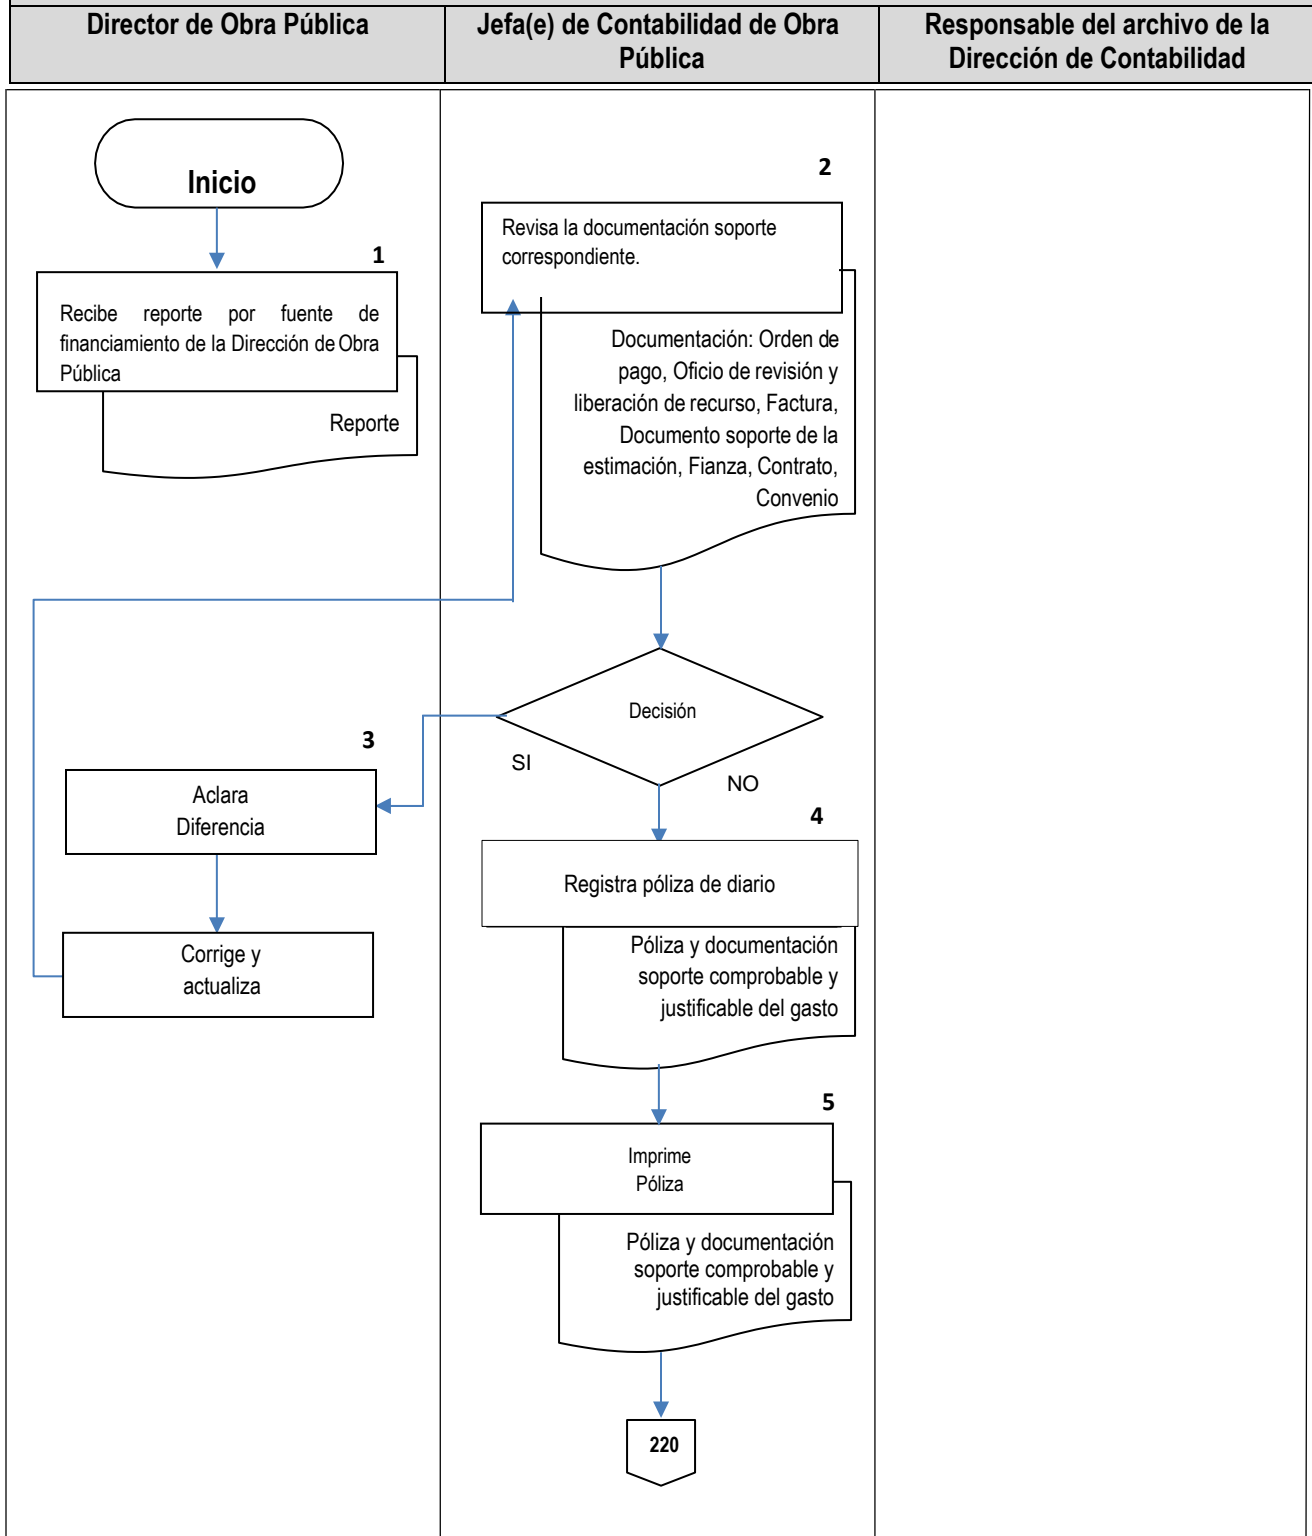 Director de Obra Pública
Jefa(e) de Contabilidad de Obra
Pública
Responsable del archivo de la
Dirección de Contabilidad
Inicio
1
Recibe reporte por fuente de
financiamiento de la Dirección de Obra
Pública
Reporte
2
Revisa la documentación soporte
correspondiente.
Documentación: Orden de
pago, Oficio de revisión y
liberación de recurso, Factura,
Documento soporte de la
estimación, Fianza, Contrato,
Convenio
Decisión
SI
NO
3
Aclara
Diferencia
Corrige y
actualiza
4
Registra póliza de diario
Póliza y documentación
soporte comprobable y
justificable del gasto
5
Imprime
Póliza
Póliza y documentación
soporte comprobable y
justificable del gasto
220